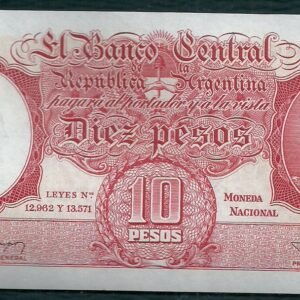 El Banco Central
de la
República Argentina
pagará al portador y a la vista
Diez pesos
LEYES Nos.
12.962 Y 13.571
10
PESOS
MONEDA
NACIONAL